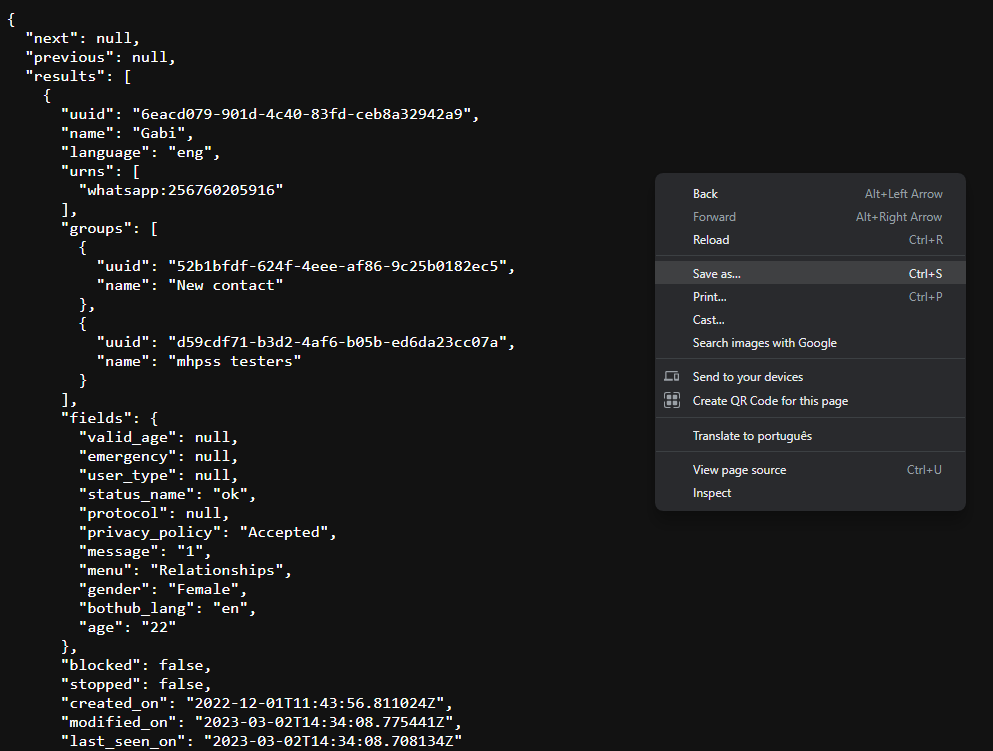 {
"next": null,
"previous": null,
"results": [
{
"uuid": "6eacd079-901d-4c40-83fd-ceb8a32942a9",
"name": "Gabi",
"language": "eng",
"urns": [
"whatsapp:256760205916"
],
"groups": [
{
"uuid": "52b1bfdf-624f-4eee-af86-9c25b0182ec5",
"name": "New contact"
},
{
"uuid": "d59cdf71-b3d2-4af6-b05b-ed6da23cc07a",
"name": "mhpss testers"
}
],
"fields": {
"valid_age": null,
"emergency": null,
"user_type": null,
"status_name": "ok",
"protocol": null,
"privacy_policy": "Accepted",
"message": "1",
"menu": "Relationships",
"gender": "Female",
"bothub_lang": "en",
"age": "22"
},
"blocked": false,
"stopped": false,
"created_on": "2022-12-01T11:43:56.811024Z",
"modified_on": "2023-03-02T14:34:08.775441Z",
"last_seen_on": "2023-03-02T14:34:08.708134Z"
Back Alt+Left Arrow
Forward Alt+Right Arrow
Reload Ctrl+R
Save as... Ctrl+S
Print... Ctrl+P
Cast...
Search images with Google
Send to your devices
Create QR Code for this page
Translate to português
View page source Ctrl+U
Inspect